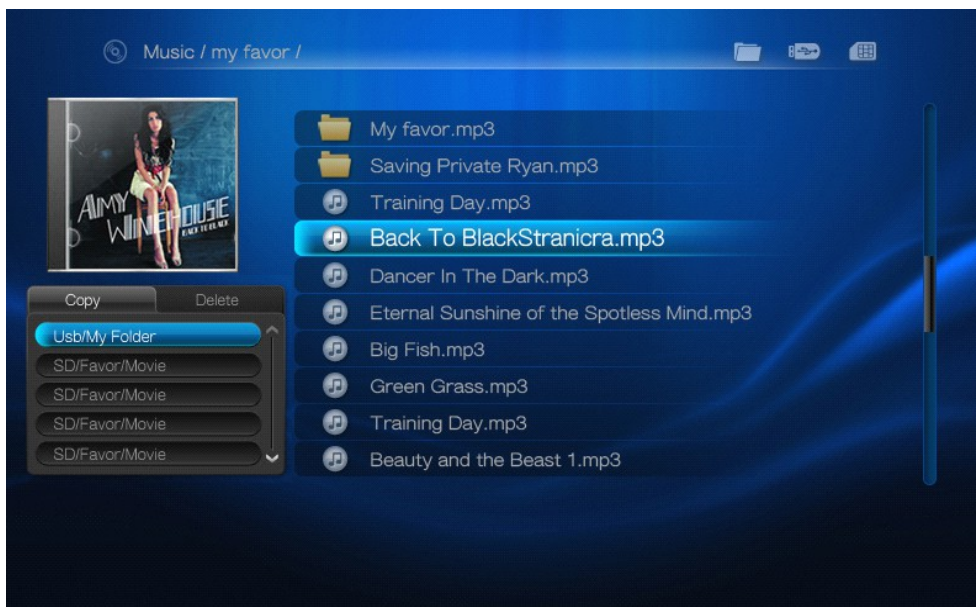 Music / my favor /
AIMY
WINEHOUSE
BACK TO BLACK
My favor.mp3
Saving Private Ryan.mp3
Training Day.mp3
Back To BlackStranicra.mp3
Dancer In The Dark.mp3
Eternal Sunshine of the Spotless Mind.mp3
Big Fish.mp3
Green Grass.mp3
Training Day.mp3
Beauty and the Beast 1.mp3
Copy Delete
Usb/My Folder
SD/Favor/Movie
SD/Favor/Movie
SD/Favor/Movie
SD/Favor/Movie